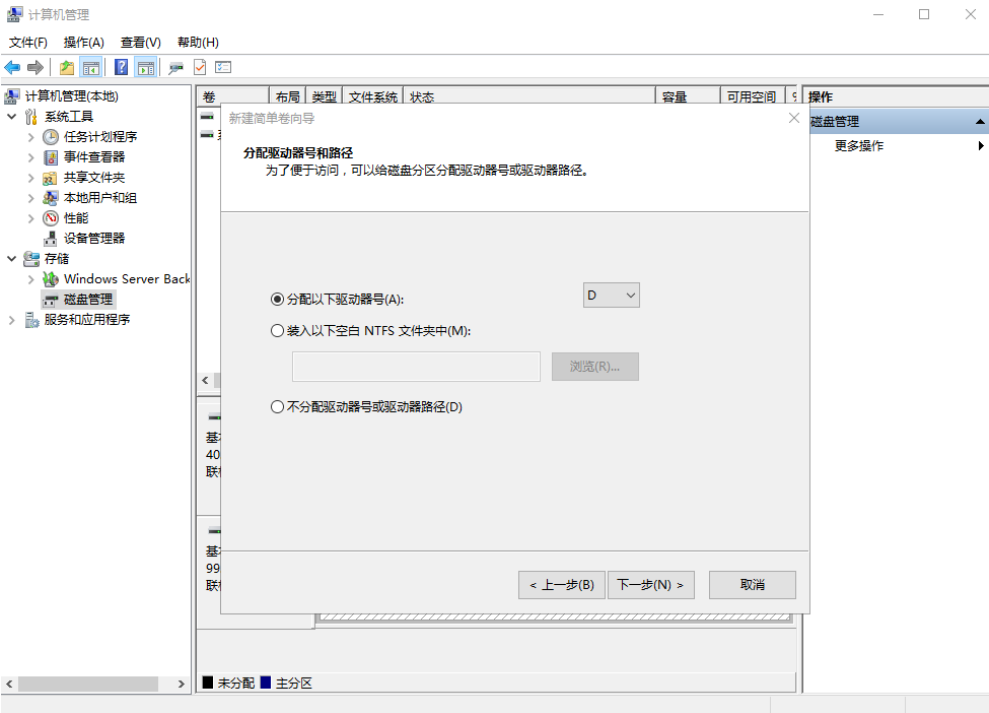 计算机管理
文件(F) 操作(A) 查看(V) 帮助(H)
计算机管理(本地)
系统工具
任务计划程序
事件查看器
共享文件夹
本地用户和组
性能
设备管理器
存储
Windows Server Back
磁盘管理
服务和应用程序
卷 布局 类型 文件系统 状态 容量 可用空间
新建简单卷向导
分配驱动器号和路径
为了便于访问，可以给磁盘分区分配驱动器号或驱动器路径。
分配以下驱动器号(A): D
装入以下空白 NTFS 文件夹中(M):
浏览(R)...
不分配驱动器号或驱动器路径(D)
< 上一步(B) 下一步(N) > 取消
基
40
联
基
99
联
未分配 主分区
操作
磁盘管理
更多操作